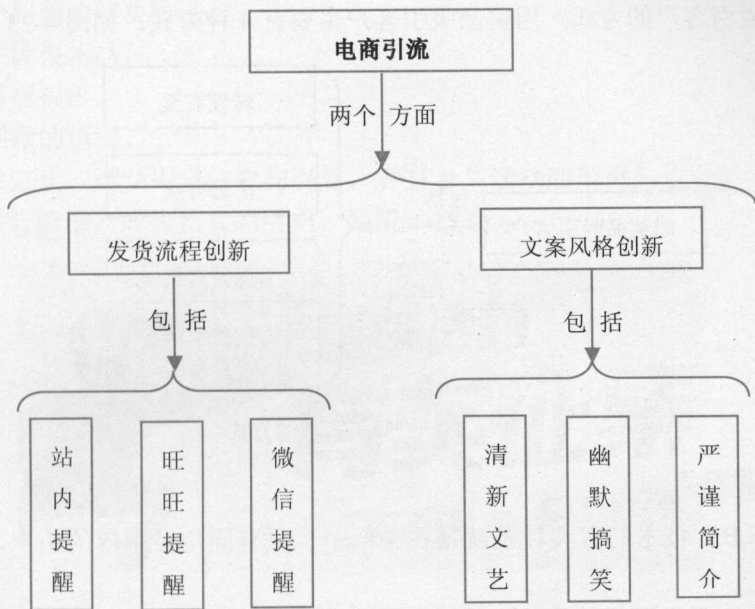 电商引流
两个 方面
发货流程创新
文案风格创新
包 括
包 括
站内提醒
旺旺提醒
微信提醒
清新文艺
幽默搞笑
严谨简介